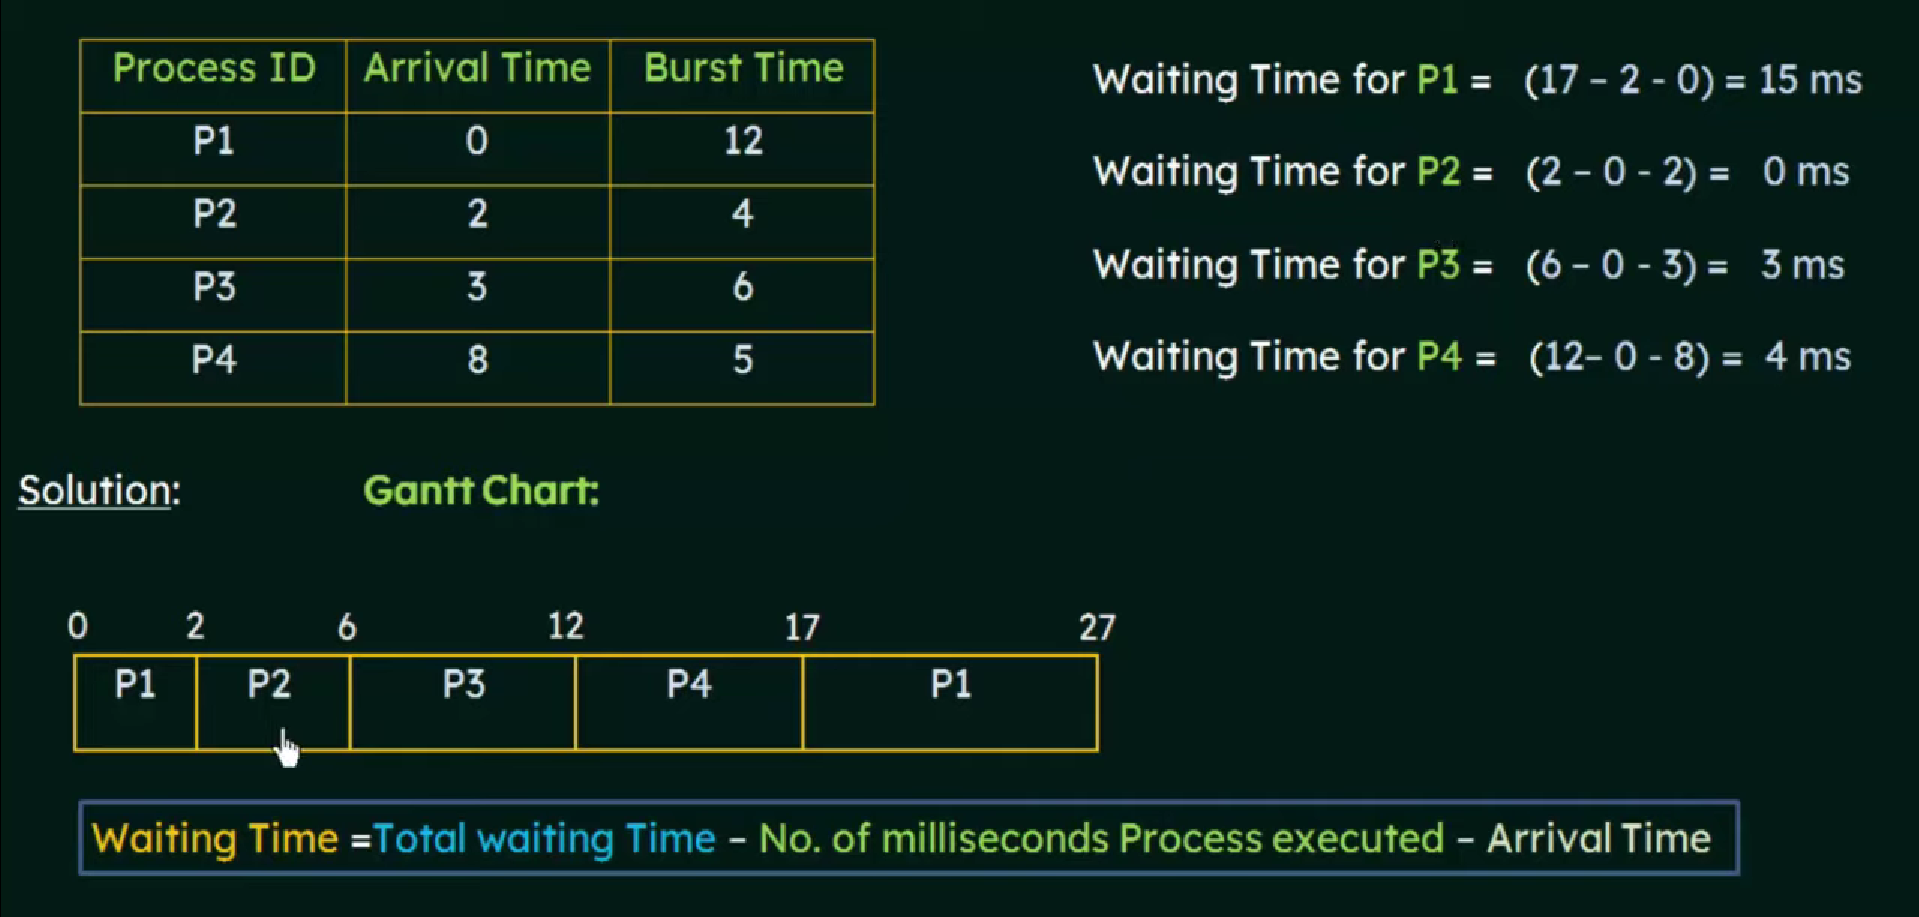 Process ID Arrival Time Burst Time
P1 0 12
P2 2 4
P3 3 6
P4 8 5
Waiting Time for P1 = (17 – 2 - 0) = 15 ms
Waiting Time for P2 = (2 – 0 - 2) = 0 ms
Waiting Time for P3 = (6 – 0 - 3) = 3 ms
Waiting Time for P4 = (12– 0 - 8) = 4 ms
Solution: Gantt Chart:
0 2 6 12 17 27
P1 P2 P3 P4 P1
Waiting Time =Total waiting Time – No. of milliseconds Process executed – Arrival Time